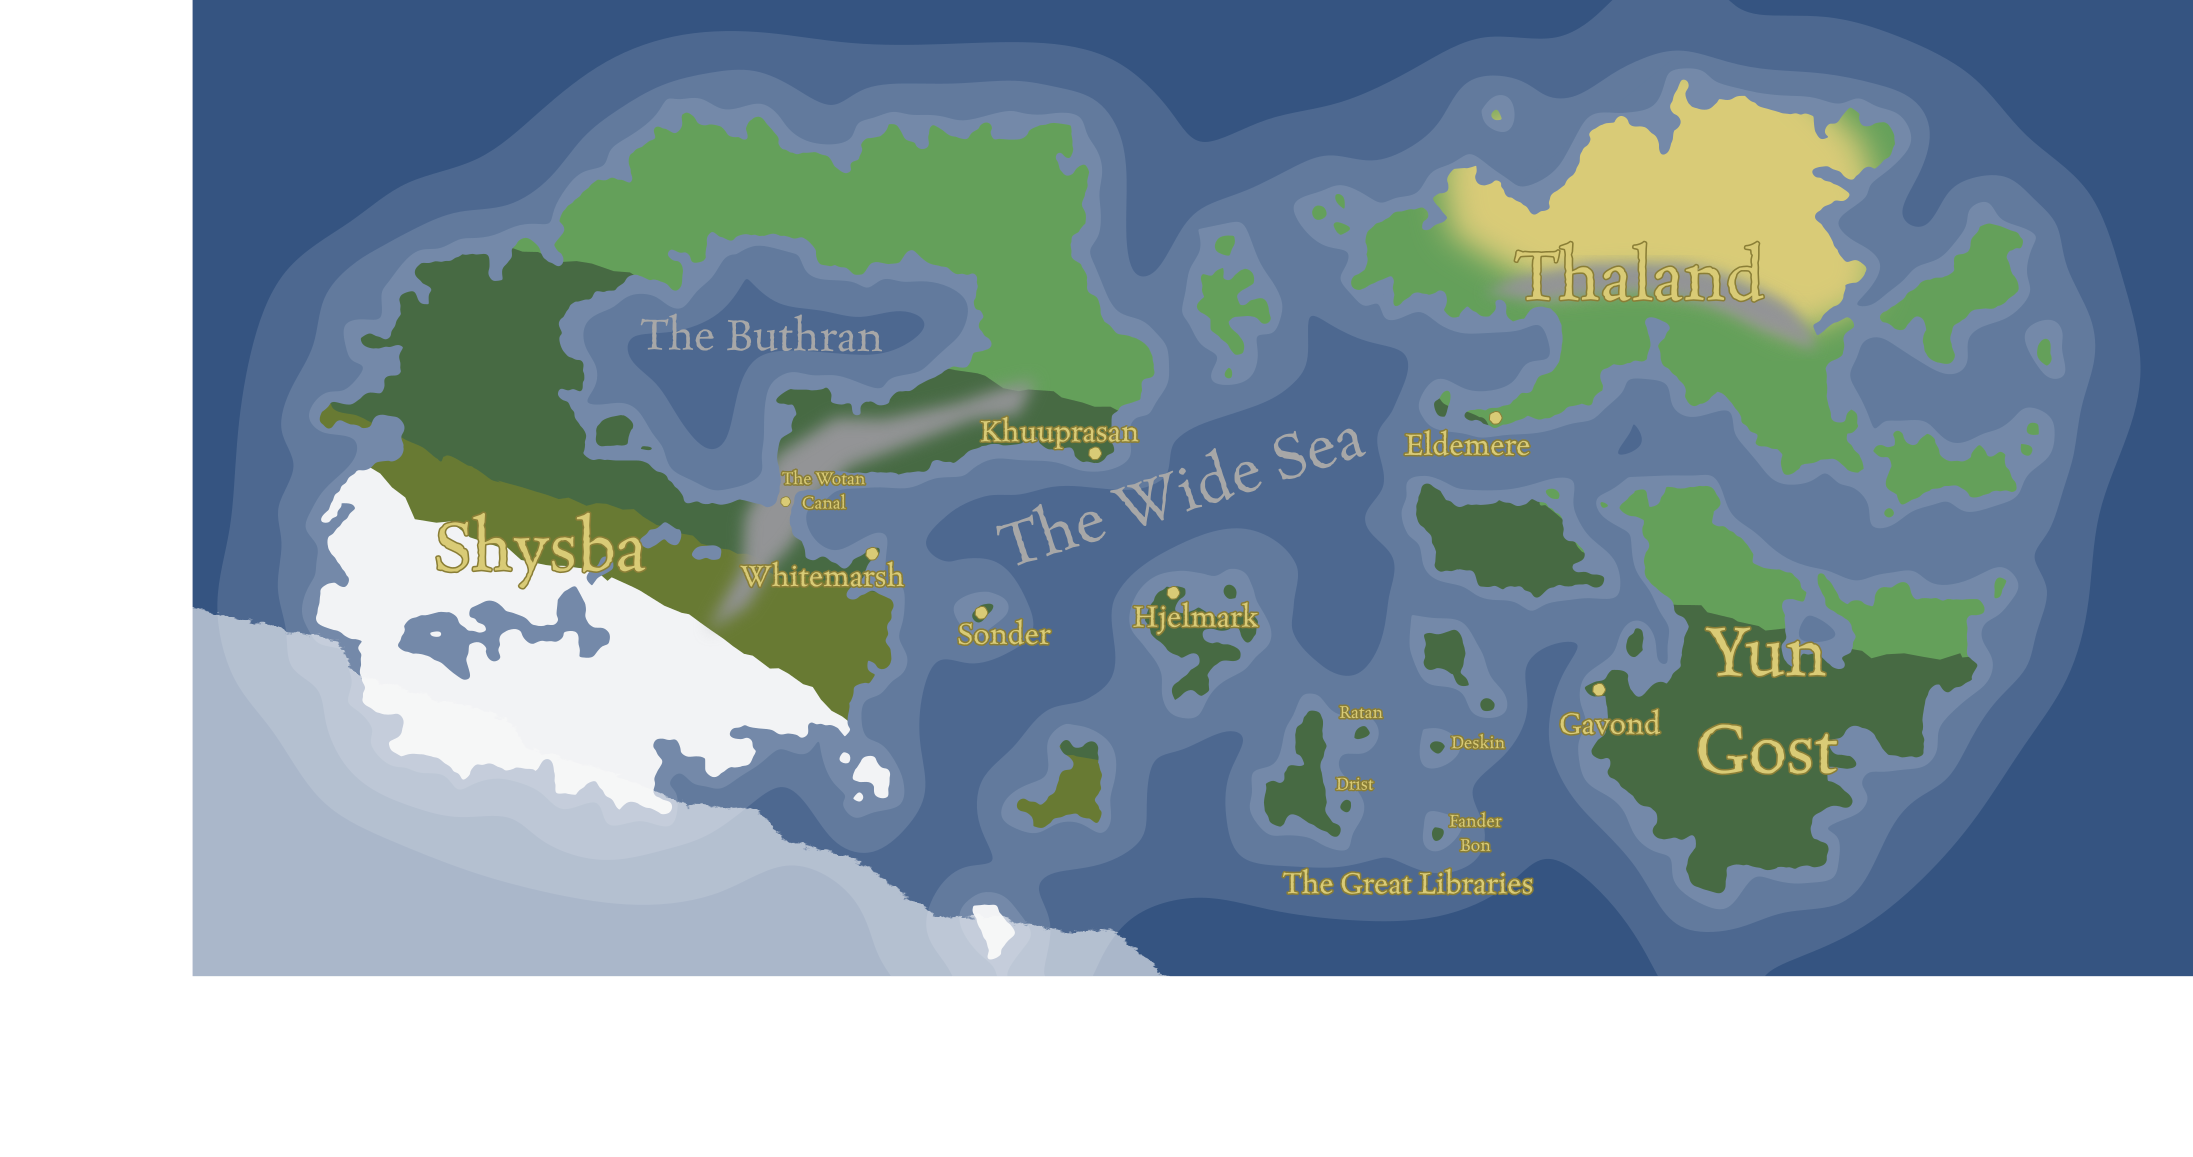 Thaland
The Buthran
Khuuprasan
Eldemere
The Wide Sea
The Wotan
Canal
Shysba
Whitemarsh
Sonder
Hjelmark
Yun
Gost
Gavond
Ratan
Deskin
Drist
Fander
Bon
The Great Libraries